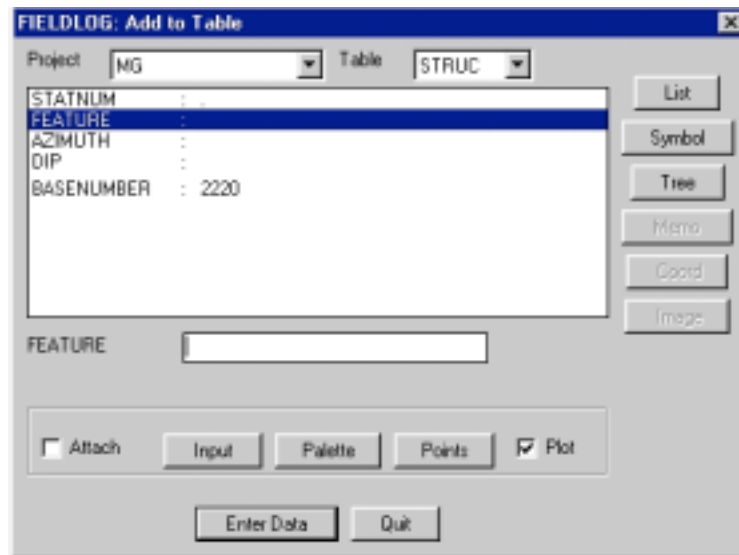 FIELDLOG: Add to Table
Project MG Table STRUC
STATNUM : .
FEATURE :
AZIMUTH :
DIP :
BASENUMBER : 2220
List
Symbol
Tree
Memo
Coord
Image
FEATURE
Attach Input Palette Points Plot
Enter Data Quit